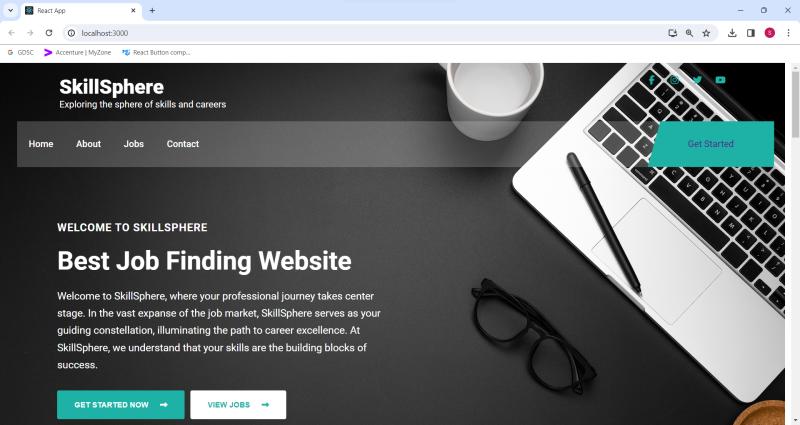 React App
localhost:3000
GDSC
Accenture | MyZone
React Button comp...
S
SkillSphere
Exploring the sphere of skills and careers
Home
About
Jobs
Contact
Get Started
WELCOME TO SKILLSPHERE
Best Job Finding Website
Welcome to SkillSphere, where your professional journey takes center
stage. In the vast expanse of the job market, SkillSphere serves as your
guiding constellation, illuminating the path to career excellence. At
SkillSphere, we understand that your skills are the building blocks of
success.
GET STARTED NOW
VIEW JOBS